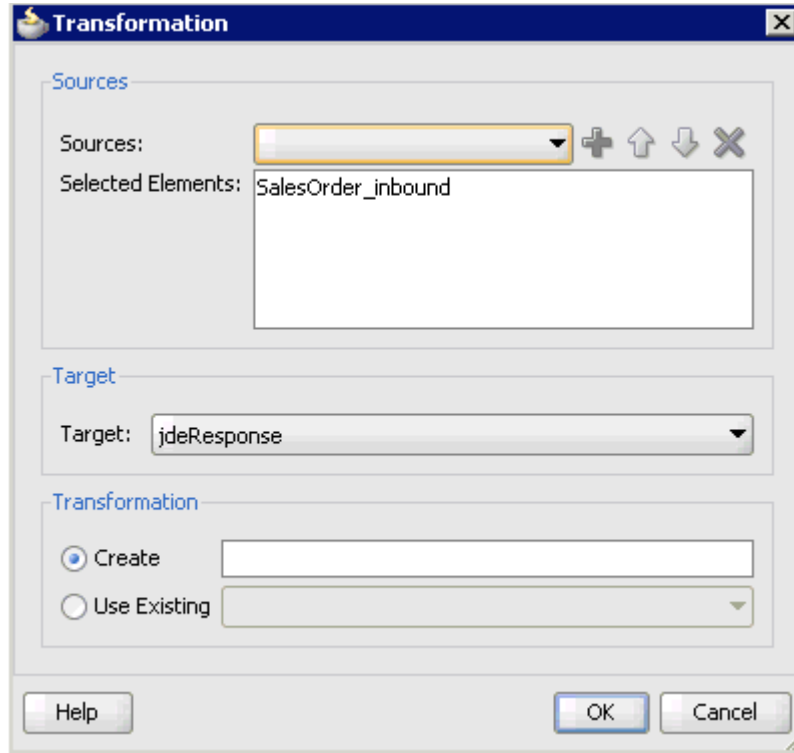 Transformation
Sources
Sources:
Selected Elements: SalesOrder_inbound
Target
Target: jdeResponse
Transformation
Create
Use Existing
Help OK Cancel